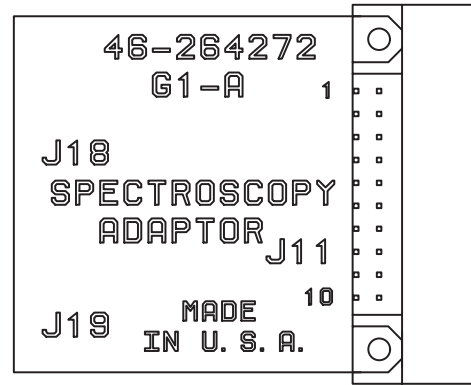 46-264272
G1-A
1
J18
SPECTROSCOPY
ADAPTOR
J11
10
J19
MADE
IN U.S.A.